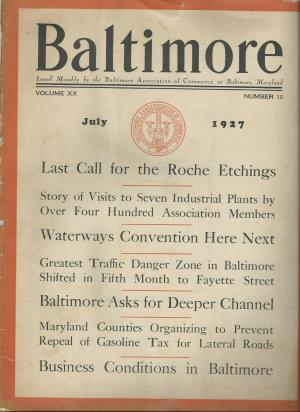 Baltimore
Issued Monthly by the Baltimore Association of Commerce at Baltimore, Maryland
VOLUME XX
NUMBER 10
July 1927
Last Call for the Roche Etchings
Story of Visits to Seven Industrial Plants by
Over Four Hundred Association Members
Waterways Convention Here Next
Greatest Traffic Danger Zone in Baltimore
Shifted in Fifth Month to Fayette Street
Baltimore Asks for Deeper Channel
Maryland Counties Organizing to Prevent
Repeal of Gasoline Tax for Lateral Roads
Business Conditions in Baltimore